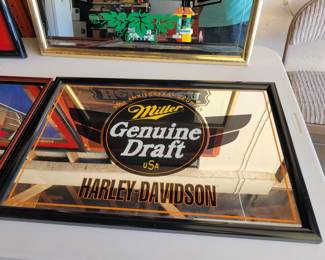 Miller
Genuine
Draft
USA
HARLEY-DAVIDSON